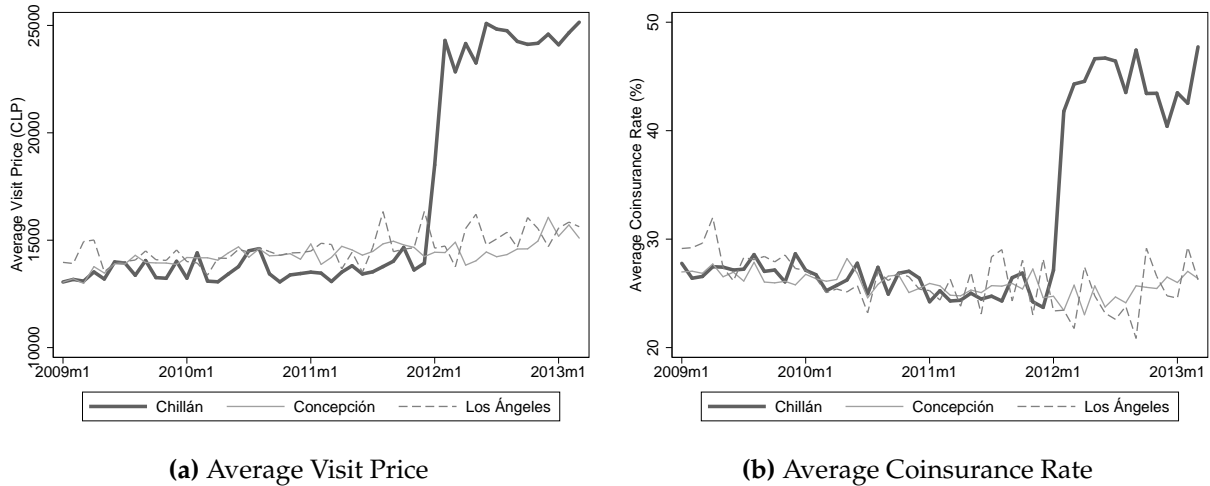 Average Visit Price (CLP)
25000
20000
15000
10000
2009m1 2010m1 2011m1 2012m1 2013m1
Chillán Concepción Los Ángeles
(a) Average Visit Price
Average Coinsurance Rate (%)
50
40
30
20
2009m1 2010m1 2011m1 2012m1 2013m1
Chillán Concepción Los Ángeles
(b) Average Coinsurance Rate